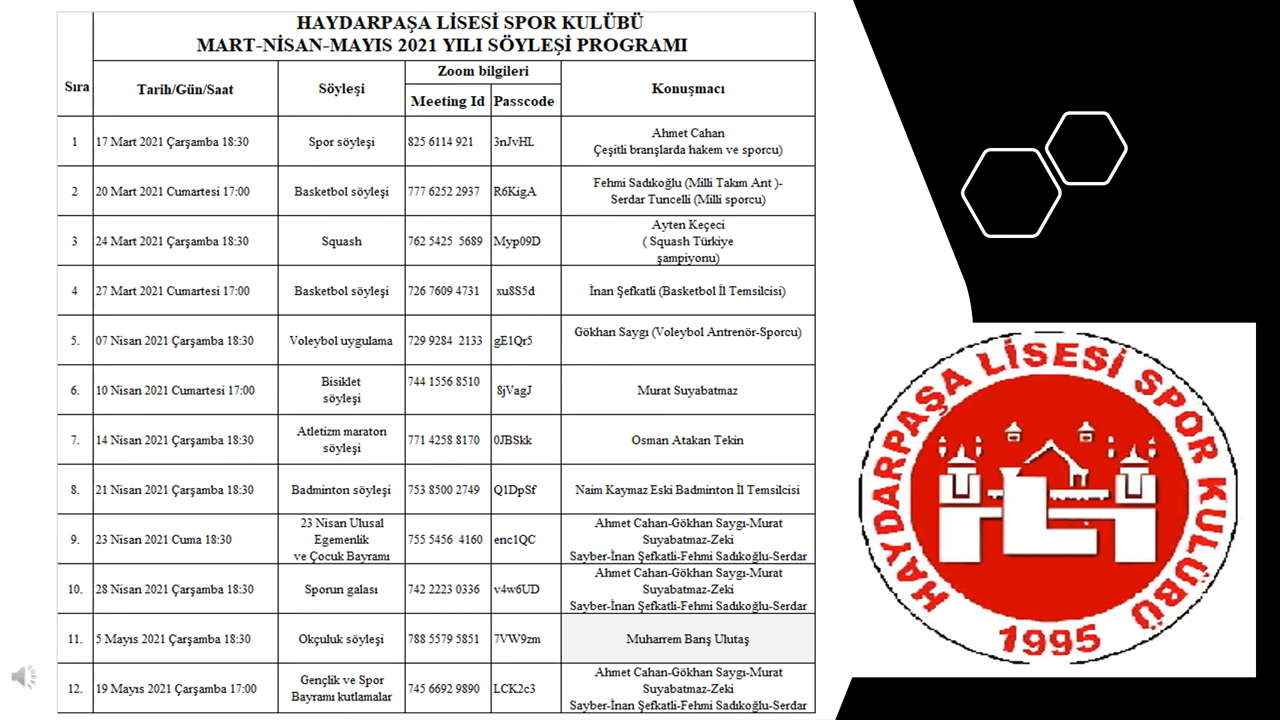 HAYDARPAŞA LİSESİ SPOR KULÜBÜ
MART-NİSAN-MAYIS 2021 YILI SÖYLEŞİ PROGRAMI
Sıra Tarih/Gün/Saat Söyleşi Zoom bilgileri Konuşmacı
Meeting Id Passcode
1 17 Mart 2021 Çarşamba 18:30 Spor söyleşi 825 6114 921 3nJvHL Ahmet Cahan
Çeşitli branşlarda hakem ve sporcu)
2 20 Mart 2021 Cumartesi 17:00 Basketbol söyleşi 777 6252 2937 R6KigA Fehmi Sadıkoğlu (Milli Takım Ant )-
Serdar Tuncelli (Milli sporcu)
3 24 Mart 2021 Çarşamba 18:30 Squash 762 5425 5689 Myp09D Ayten Keçeci
( Squash Türkiye
şampiyonu)
4 27 Mart 2021 Cumartesi 17:00 Basketbol söyleşi 726 7609 4731 xu8S5d İnan Şefkatli (Basketbol İl Temsilcisi)
5. 07 Nisan 2021 Çarşamba 18:30 Voleybol uygulama 729 9284 2133 gE1Qr5 Gökhan Saygı (Voleybol Antrenör-Sporcu)
6. 10 Nisan 2021 Cumartesi 17:00 Bisiklet
söyleşi 744 1556 8510 8jVagJ Murat Suyabatmaz
7. 14 Nisan 2021 Çarşamba 18:30 Atletizm maraton
söyleşi 771 4258 8170 0JBSkk Osman Atakan Tekin
8. 21 Nisan 2021 Çarşamba 18:30 Badminton söyleşi 753 8500 2749 Q1DpSf Naim Kaymaz Eski Badminton İl Temsilcisi
9. 23 Nisan 2021 Cuma 18:30 23 Nisan Ulusal
Egemenlik
ve Çocuk Bayramı 755 5456 4160 enc1QC Ahmet Cahan-Gökhan Saygı-Murat
Suyabatmaz-Zeki
Sayber-İnan Şefkatli-Fehmi Sadıkoğlu-Serdar
10. 28 Nisan 2021 Çarşamba 18:30 Sporun galası 742 2223 0336 v4w6UD Ahmet Cahan-Gökhan Saygı-Murat
Suyabatmaz-Zeki
Sayber-İnan Şefkatli-Fehmi Sadıkoğlu-Serdar
11. 5 Mayıs 2021 Çarşamba 18:30 Okçuluk söyleşi 788 5579 5851 7VW9zm Muharrem Barış Ulutaş
12. 19 Mayıs 2021 Çarşamba 17:00 Gençlik ve Spor
Bayramı kutlamalar 745 6692 9890 LCK2c3 Ahmet Cahan-Gökhan Saygı-Murat
Suyabatmaz-Zeki
Sayber-İnan Şefkatli-Fehmi Sadıkoğlu-Serdar
HAYDARPAŞA LİSESİ SPOR KULÜBÜ
1995